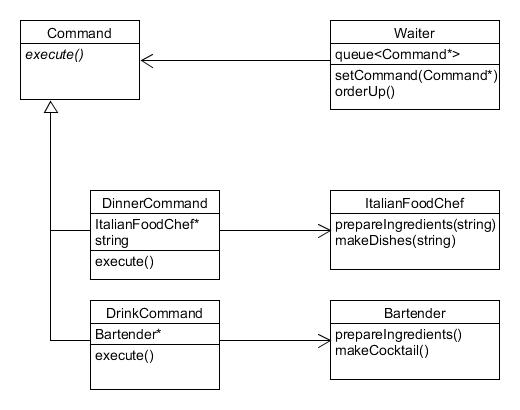 Command
execute()
Waiter
queue<Command*>
setCommand(Command*)
orderUp()
DinnerCommand
ItalianFoodChef*
string
execute()
ItalianFoodChef
prepareIngredients(string)
makeDishes(string)
DrinkCommand
Bartender*
execute()
Bartender
prepareIngredients()
makeCocktail()